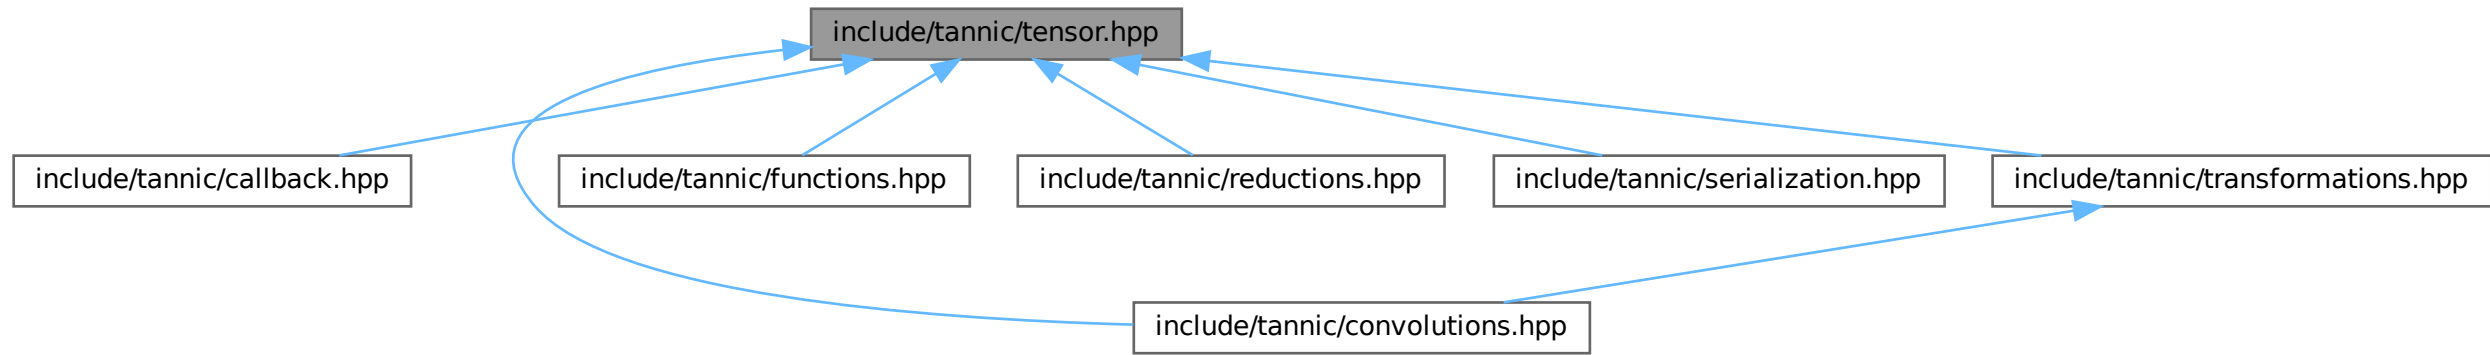 include/tannic/tensor.hpp
include/tannic/callback.hpp
include/tannic/functions.hpp
include/tannic/reductions.hpp
include/tannic/serialization.hpp
include/tannic/transformations.hpp
include/tannic/convolutions.hpp